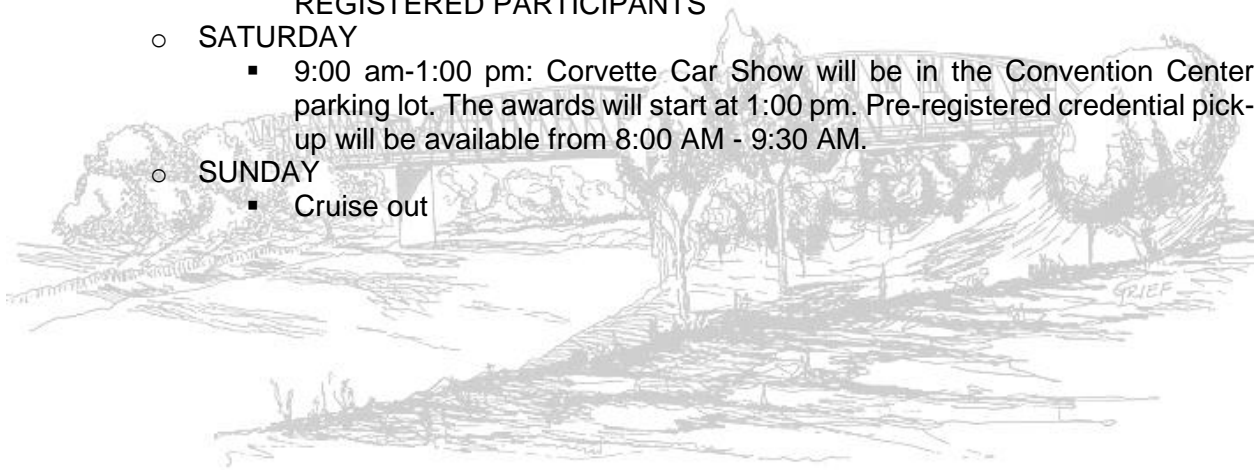 REGISTERED PARTICIPANTS
o SATURDAY
▪ 9:00 am-1:00 pm: Corvette Car Show will be in the Convention Center
parking lot. The awards will start at 1:00 pm. Pre-registered credential pick-
up will be available from 8:00 AM - 9:30 AM.
o SUNDAY
▪ Cruise out
GRIEF